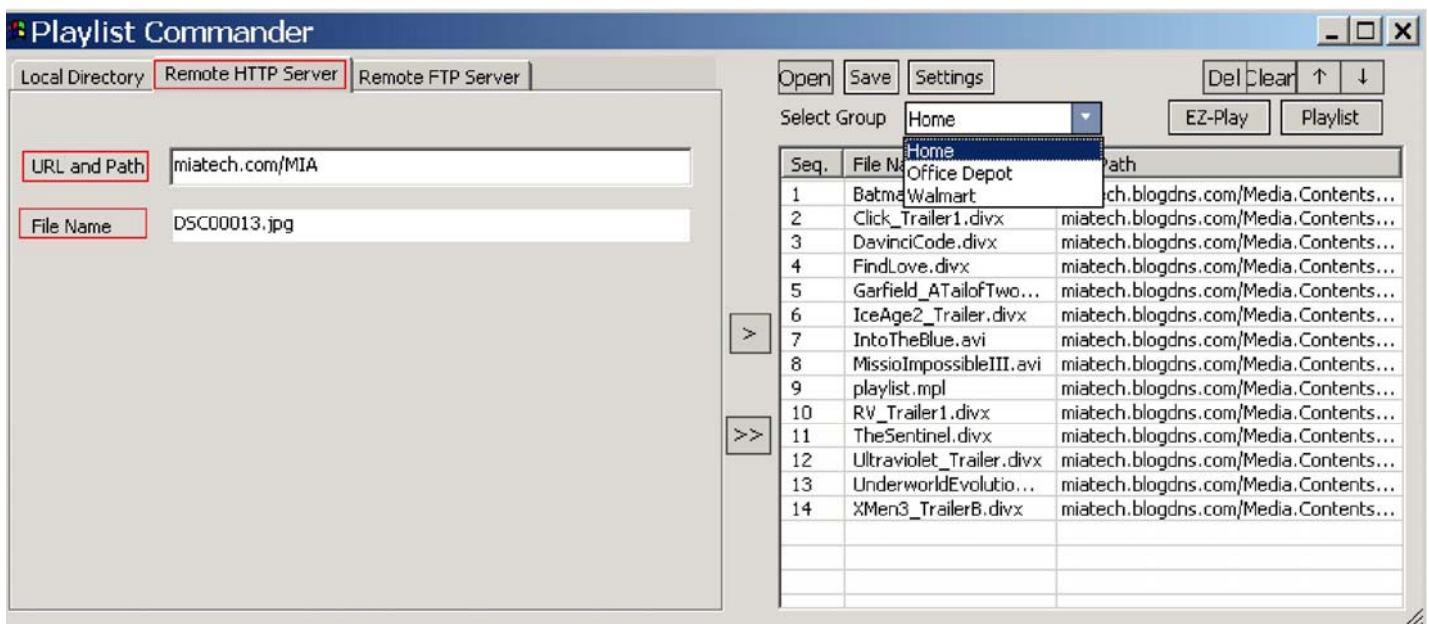 Playlist Commander
Local Directory Remote HTTP Server Remote FTP Server
Open Save Settings Del Clear ↑ ↓
Select Group Home EZ-Play Playlist
Home
Office Depot
Walmart
URL and Path miatech.com/MIA
File Name DSC00013.jpg
>
>>
Seq. File Path
1 Batma ch.blogdns.com/Media.Contents...
2 Click_Trailer1.divx miatech.blogdns.com/Media.Contents...
3 DavinciCode.divx miatech.blogdns.com/Media.Contents...
4 FindLove.divx miatech.blogdns.com/Media.Contents...
5 Garfield_ATailofTwo... miatech.blogdns.com/Media.Contents...
6 IceAge2_Trailer.divx miatech.blogdns.com/Media.Contents...
7 IntoTheBlue.avi miatech.blogdns.com/Media.Contents...
8 MissioImpossibleIII.avi miatech.blogdns.com/Media.Contents...
9 playlist.mpl miatech.blogdns.com/Media.Contents...
10 RV_Trailer1.divx miatech.blogdns.com/Media.Contents...
11 TheSentinel.divx miatech.blogdns.com/Media.Contents...
12 Ultraviolet_Trailer.divx miatech.blogdns.com/Media.Contents...
13 UnderworldEvolutio... miatech.blogdns.com/Media.Contents...
14 XMen3_TrailerB.divx miatech.blogdns.com/Media.Contents...